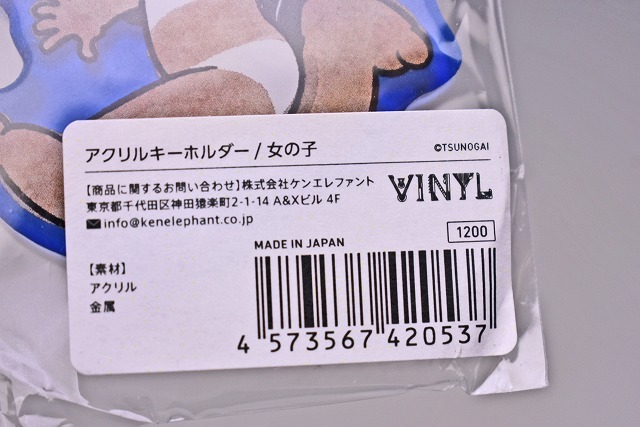 アクリルキーホルダー / 女の子
©TSUNOGAI
【商品に関するお問い合わせ】株式会社ケンエレファント
東京都千代田区神田猿楽町2-1-14 A&Xビル 4F
info@kenelephant.co.jp
VINYL
1200
MADE IN JAPAN
【素材】
アクリル
金属
4 573567 420537